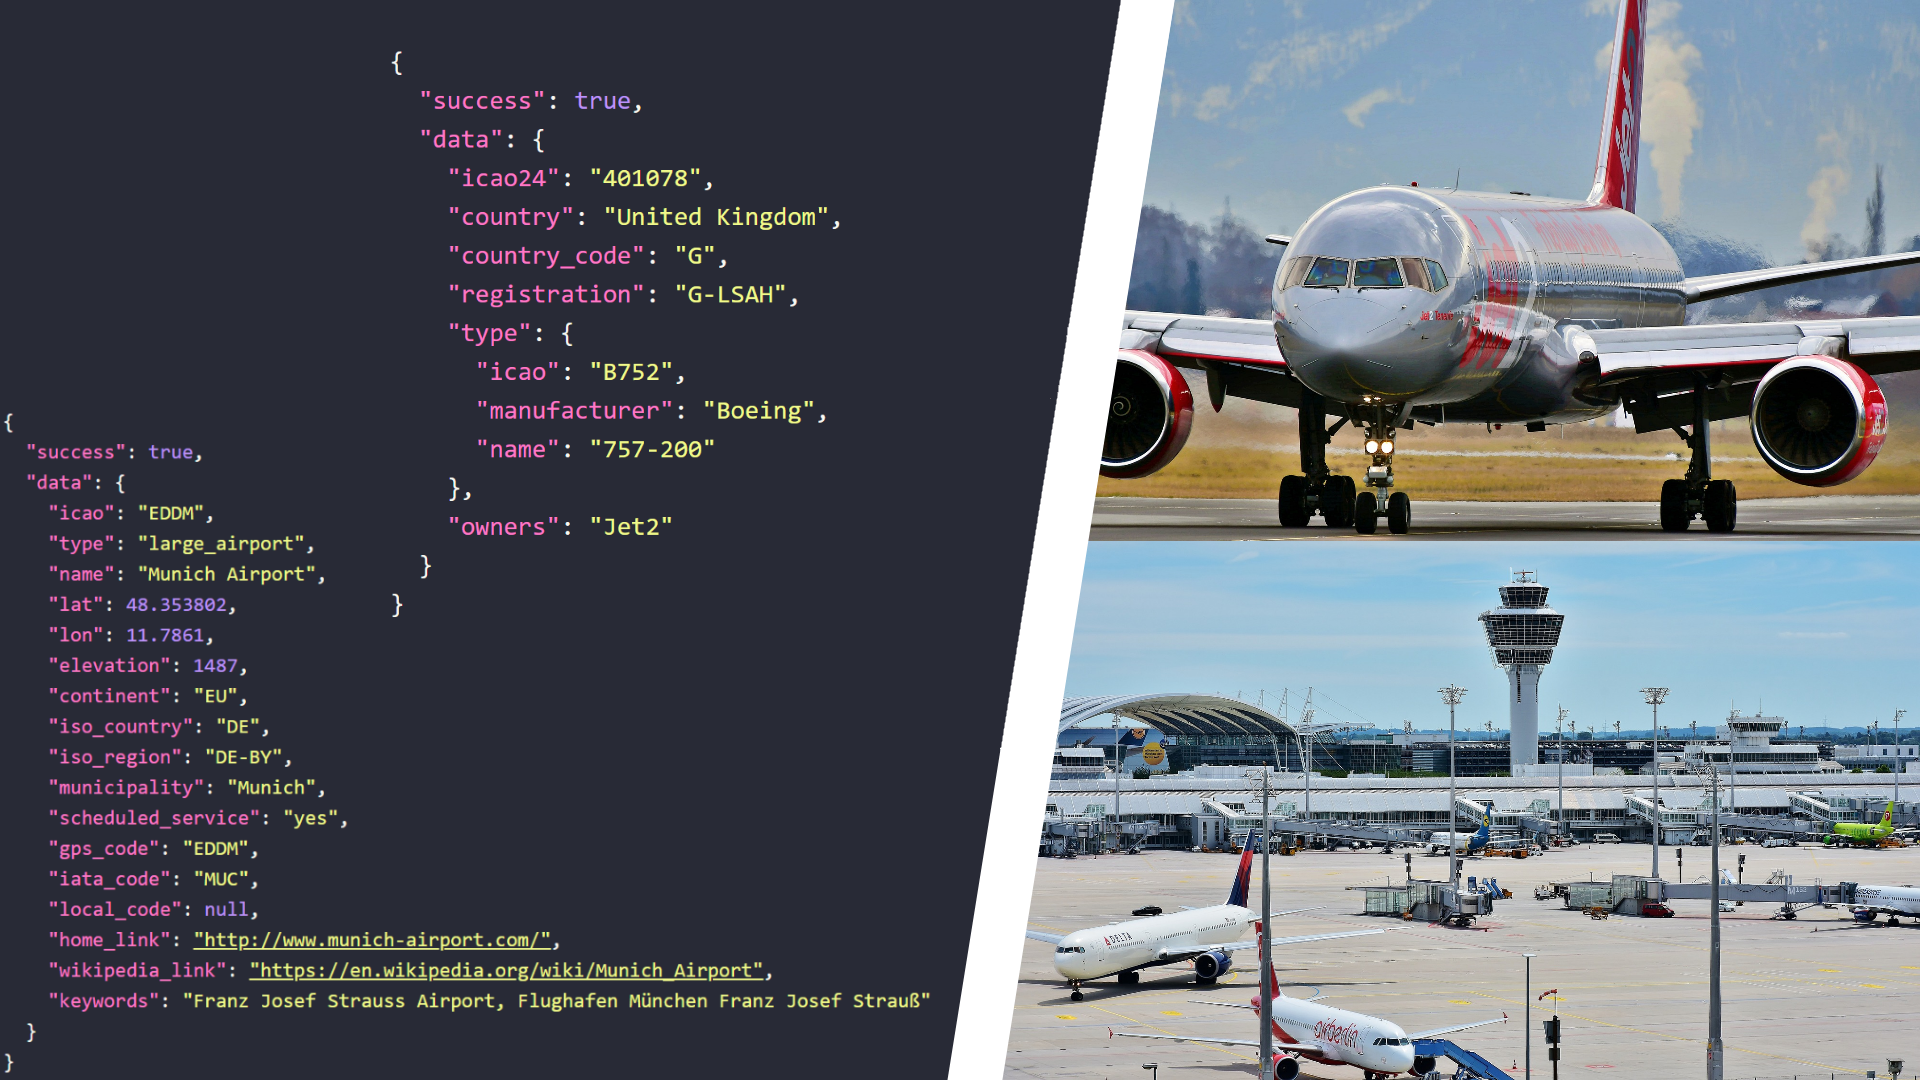 {
  "success": true,
  "data": {
    "icao24": "401078",
    "country": "United Kingdom",
    "country_code": "G",
    "registration": "G-LSAH",
    "type": {
      "icao": "B752",
      "manufacturer": "Boeing",
      "name": "757-200"
    },
    "owners": "Jet2"
  }
}
{
  "success": true,
  "data": {
    "icao": "EDDM",
    "type": "large_airport",
    "name": "Munich Airport",
    "lat": 48.353802,
    "lon": 11.7861,
    "elevation": 1487,
    "continent": "EU",
    "iso_country": "DE",
    "iso_region": "DE-BY",
    "municipality": "Munich",
    "scheduled_service": "yes",
    "gps_code": "EDDM",
    "iata_code": "MUC",
    "local_code": null,
    "home_link": "http://www.munich-airport.com/",
    "wikipedia_link": "https://en.wikipedia.org/wiki/Munich_Airport",
    "keywords": "Franz Josef Strauss Airport, Flughafen München Franz Josef Strauß"
  }
}
DELTA
airberlin